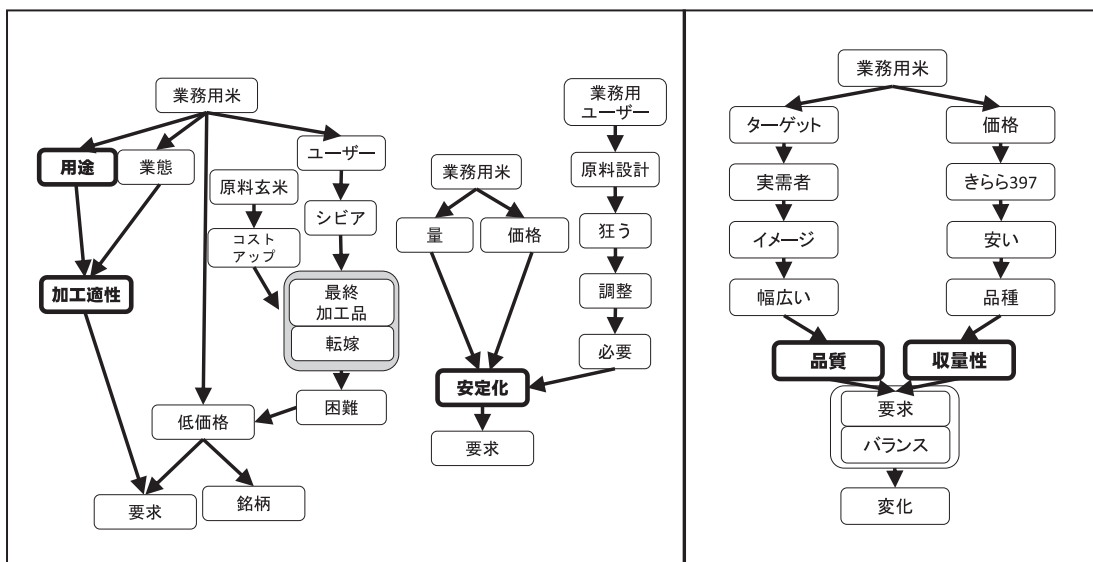 業務用米
用途
業態
ユーザー
原料玄米
シビア
コスト
アップ
加工適性
最終
加工品
転嫁
困難
低価格
要求
銘柄
業務用
ユーザー
業務用米
原料設計
量
価格
狂う
調整
必要
安定化
要求
業務用米
ターゲット
価格
実需者
きらら397
イメージ
安い
幅広い
品種
品質
収量性
要求
バランス
変化